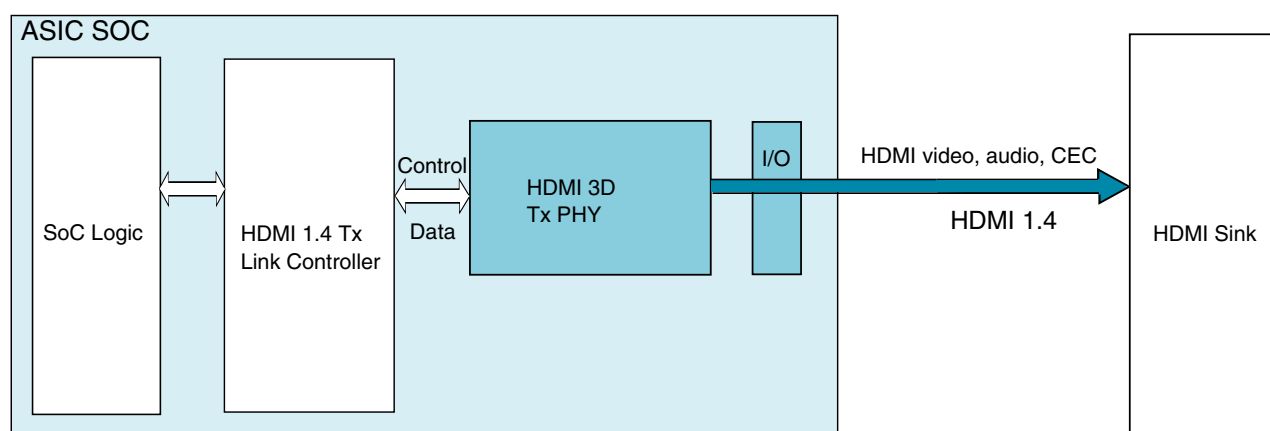 ASIC SOC
SoC Logic
HDMI 1.4 Tx
Link Controller
Control
Data
HDMI 3D
Tx PHY
I/O
HDMI video, audio, CEC
HDMI 1.4
HDMI Sink